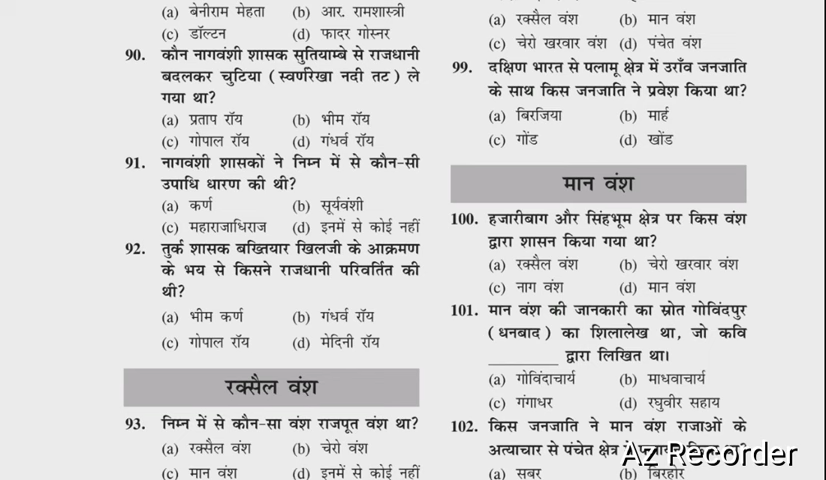 (a) बेनीराम मेहता (b) आर. रामशास्त्री
(c) डॉल्टन (d) फादर गोस्नर
90. कौन नागवंशी शासक सुतियाम्बे से राजधानी
बदलकर चुटिया (स्वर्णरेखा नदी तट) ले
गया था?
(a) प्रताप रॉय (b) भीम रॉय
(c) गोपाल रॉय (d) गंधर्व रॉय
91. नागवंशी शासकों ने निम्न में से कौन-सी
उपाधि धारण की थी?
(a) कर्ण (b) सूर्यवंशी
(c) महाराजाधिराज (d) इनमें से कोई नहीं
92. तुर्क शासक बख्तियार खिलजी के आक्रमण
के भय से किसने राजधानी परिवर्तित की
थी?
(a) भीम कर्ण (b) गंधर्व रॉय
(c) गोपाल रॉय (d) मेदिनी रॉय
रक्सैल वंश
93. निम्न में से कौन-सा वंश राजपूत वंश था?
(a) रक्सैल वंश (b) चेरो वंश
(c) मान वंश (d) इनमें से कोई नहीं
(a) रक्सैल वंश (b) मान वंश
(c) चेरो खरवार वंश (d) पंचेत वंश
99. दक्षिण भारत से पलामू क्षेत्र में उराँव जनजाति
के साथ किस जनजाति ने प्रवेश किया था?
(a) बिरजिया (b) मार्ह
(c) गोंड (d) खोंड
मान वंश
100. हजारीबाग और सिंहभूम क्षेत्र पर किस वंश
द्वारा शासन किया गया था?
(a) रक्सैल वंश (b) चेरो खरवार वंश
(c) नाग वंश (d) मान वंश
101. मान वंश की जानकारी का स्रोत गोविंदपुर
(धनबाद) का शिलालेख था, जो कवि
________ द्वारा लिखित था।
(a) गोविंदाचार्य (b) माधवाचार्य
(c) गंगाधर (d) रघुवीर सहाय
102. किस जनजाति ने मान वंश राजाओं के
अत्याचार से पंचेत क्षेत्र था?
(a) सबर (b) बिरहोर
Az Recorder